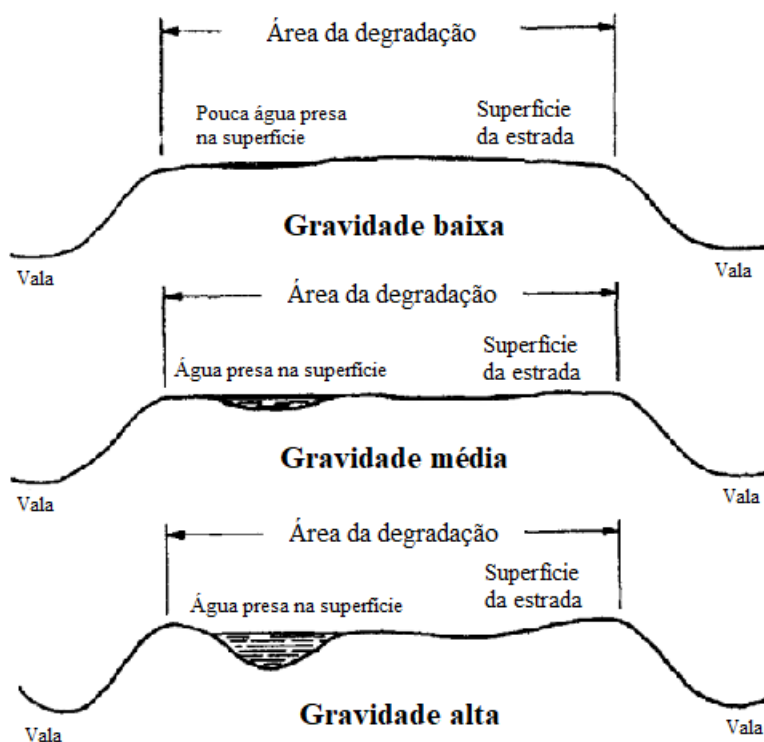 Área da degradação
Pouca água presa
na superfície
Superfície
da estrada
Gravidade baixa
Vala
Vala
Área da degradação
Água presa na superfície
Superfície
da estrada
Gravidade média
Vala
Vala
Área da degradação
Água presa na superfície
Superfície
da estrada
Gravidade alta
Vala
Vala